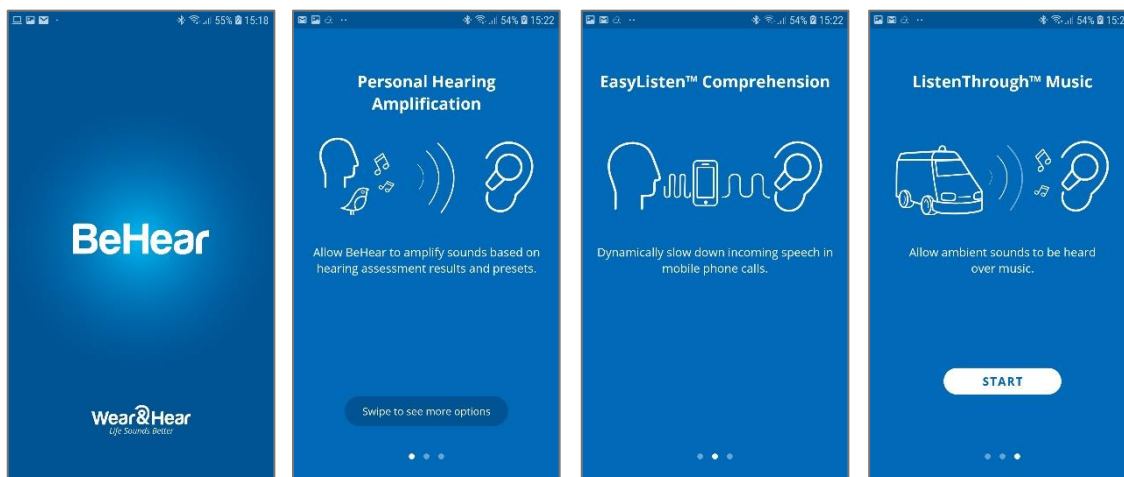 55% 15:18
BeHear
Wear&Hear
Life Sounds Better
54% 15:22
Personal Hearing
Amplification
Allow BeHear to amplify sounds based on
hearing assessment results and presets.
Swipe to see more options
54% 15:22
EasyListen™ Comprehension
Dynamically slow down incoming speech in
mobile phone calls.
54% 15:2
ListenThrough™ Music
Allow ambient sounds to be heard
over music.
START